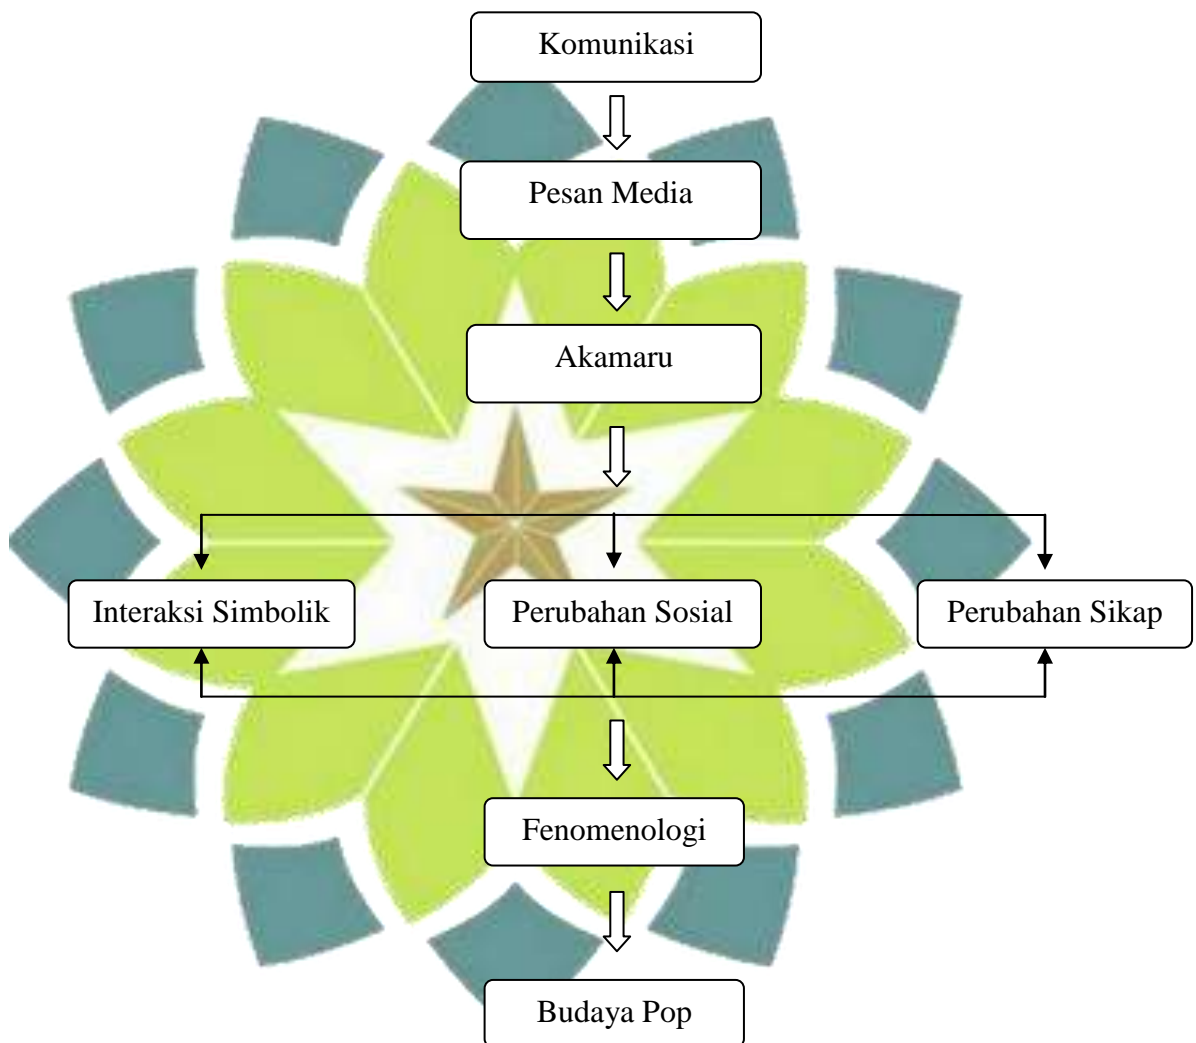 Komunikasi
Pesan Media
Akamaru
Interaksi Simbolik
Perubahan Sosial
Perubahan Sikap
Fenomenologi
Budaya Pop